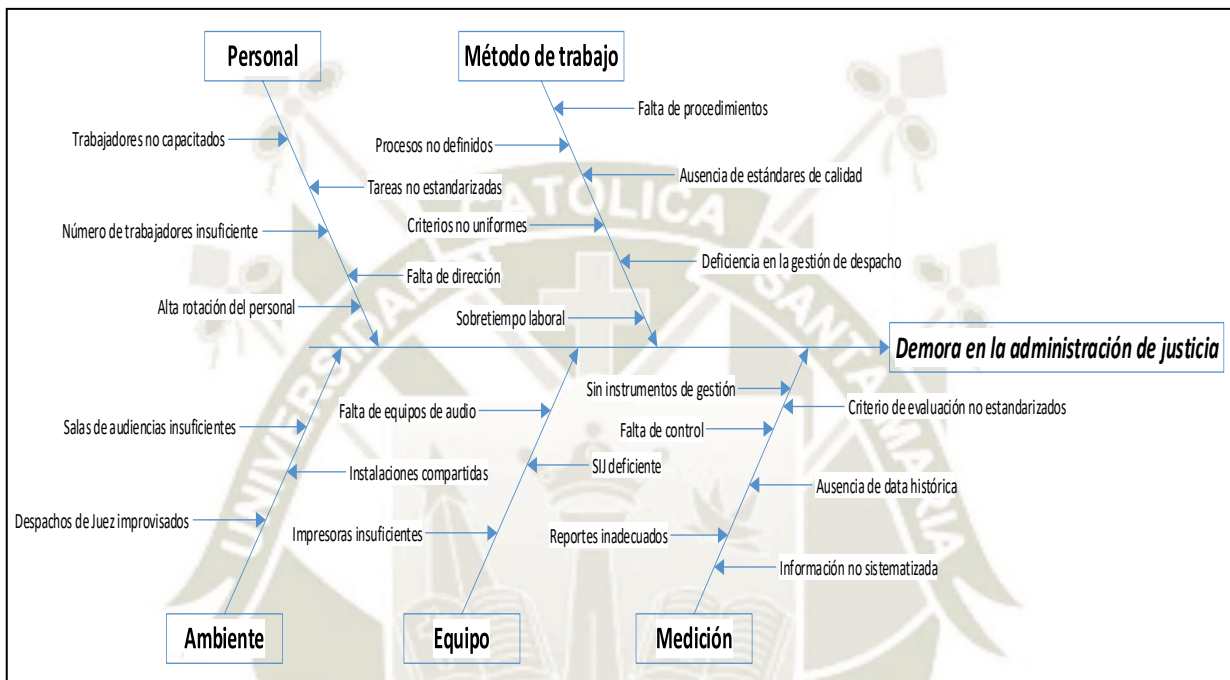 Personal
Método de trabajo
Falta de procedimientos
Trabajadores no capacitados
Procesos no definidos
Ausencia de estándares de calidad
Tareas no estandarizadas
Criterios no uniformes
Número de trabajadores insuficiente
Deficiencia en la gestión de despacho
Falta de dirección
Alta rotación del personal
Sobretiempo laboral
Demora en la administración de justicia
Sin instrumentos de gestión
Falta de equipos de audio
Criterio de evaluación no estandarizados
Salas de audiencias insuficientes
Falta de control
Instalaciones compartidas
SIJ deficiente
Ausencia de data histórica
Despachos de Juez improvisados
Impresoras insuficientes
Reportes inadecuados
Información no sistematizada
Ambiente
Equipo
Medición
UNIVERSIDAD CATOLICA SANTA MARIA